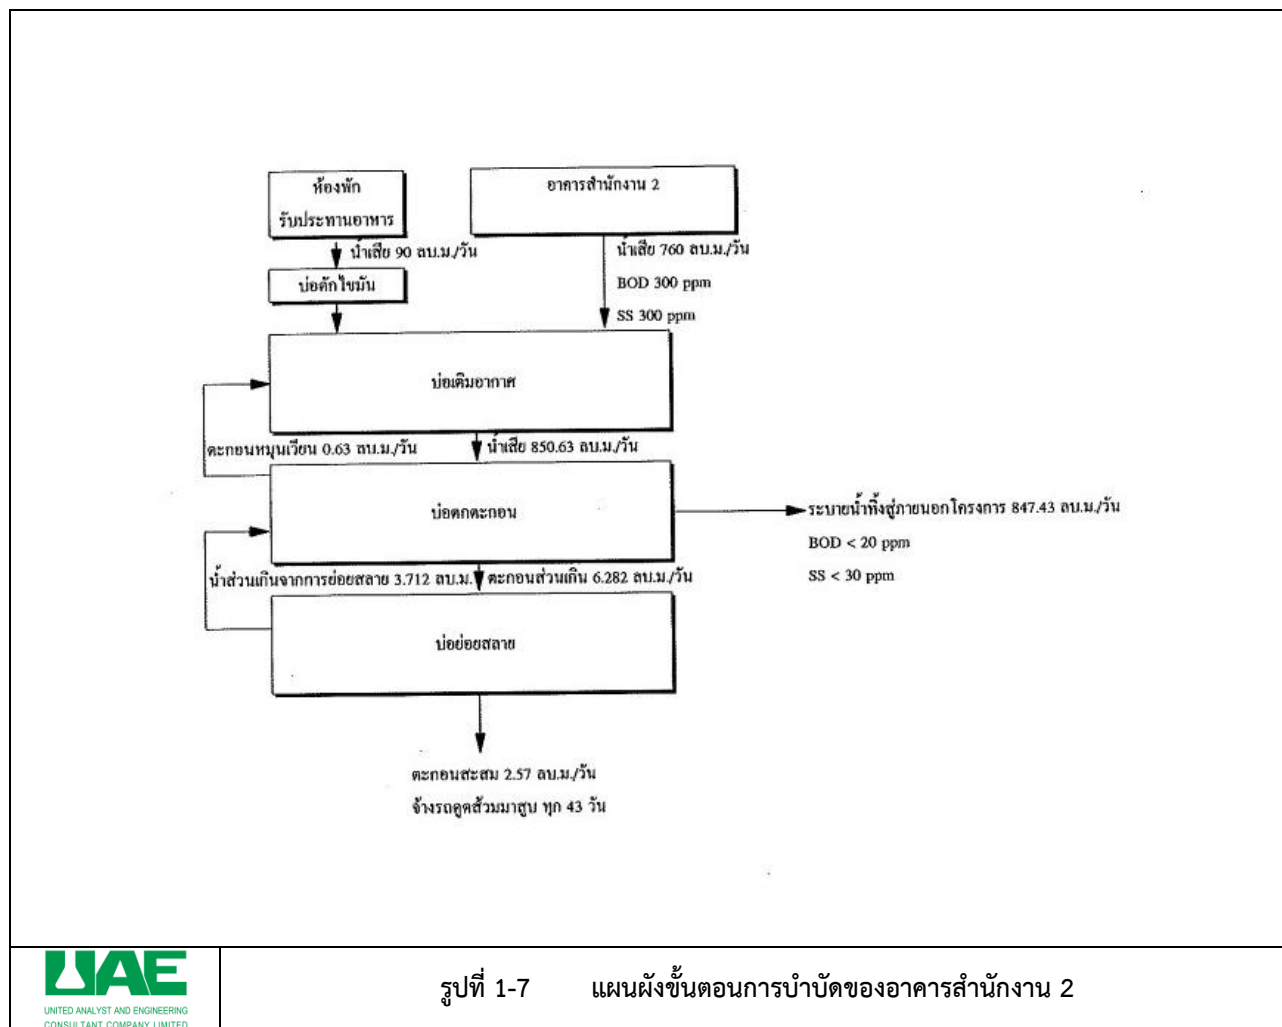 ห้องพัก
รับประทานอาหาร
อาคารสำนักงาน 2
น้ำเสีย 90 ลบ.ม./วัน
น้ำเสีย 760 ลบ.ม./วัน
BOD 300 ppm
SS 300 ppm
บ่อดักไขมัน
บ่อเติมอากาศ
ตะกอนหมุนเวียน 0.63 ลบ.ม./วัน
น้ำเสีย 850.63 ลบ.ม./วัน
บ่อตกตะกอน
ระบายน้ำทิ้งสู่ภายนอกโครงการ 847.43 ลบ.ม./วัน
BOD < 20 ppm
SS < 30 ppm
น้ำส่วนเกินจากการย่อยสลาย 3.712 ลบ.ม.
ตะกอนส่วนเกิน 6.282 ลบ.ม./วัน
บ่อย่อยสลาย
ตะกอนสะสม 2.57 ลบ.ม./วัน
จ้างรถดูดส้วมมาสูบ ทุก 43 วัน
UAE
UNITED ANALYST AND ENGINEERING
CONSULTANT COMPANY LIMITED
รูปที่ 1-7 แผนผังขั้นตอนการบำบัดของอาคารสำนักงาน 2